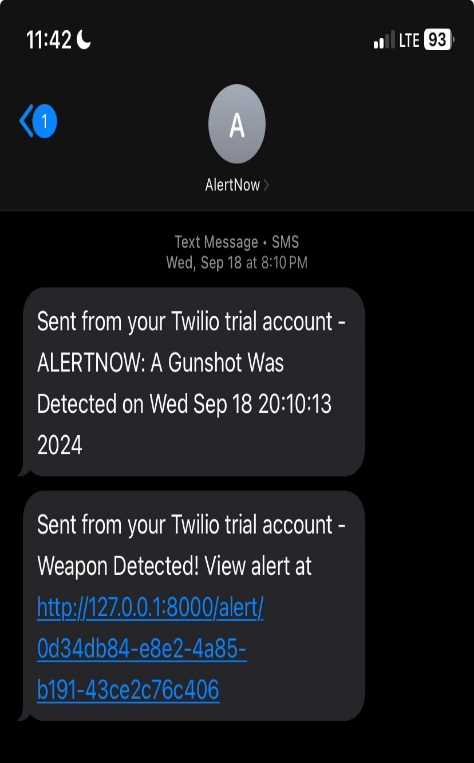 11:42
LTE 93
1
A
AlertNow
Text Message • SMS
Wed, Sep 18 at 8:10 PM
Sent from your Twilio trial account -
ALERTNOW: A Gunshot Was
Detected on Wed Sep 18 20:10:13
2024
Sent from your Twilio trial account -
Weapon Detected! View alert at
http://127.0.0.1:8000/alert/
0d34db84-e8e2-4a85-
b191-43ce2c76c406